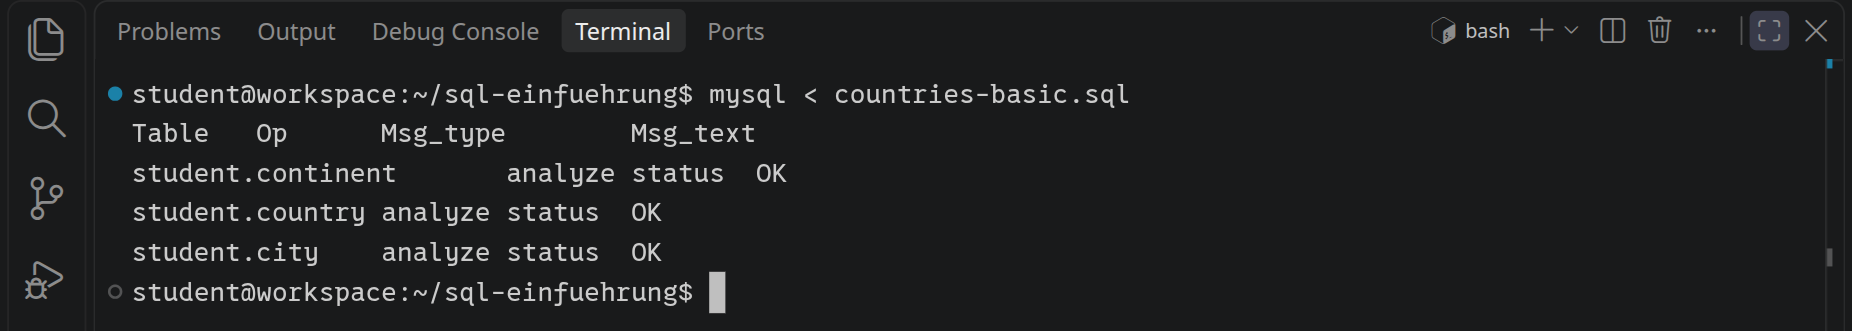 Problems Output Debug Console Terminal Ports bash
student@workspace:~/sql-einfuehrung$ mysql < countries-basic.sql
Table Op Msg_type Msg_text
student.continent analyze status OK
student.country analyze status OK
student.city analyze status OK
student@workspace:~/sql-einfuehrung$